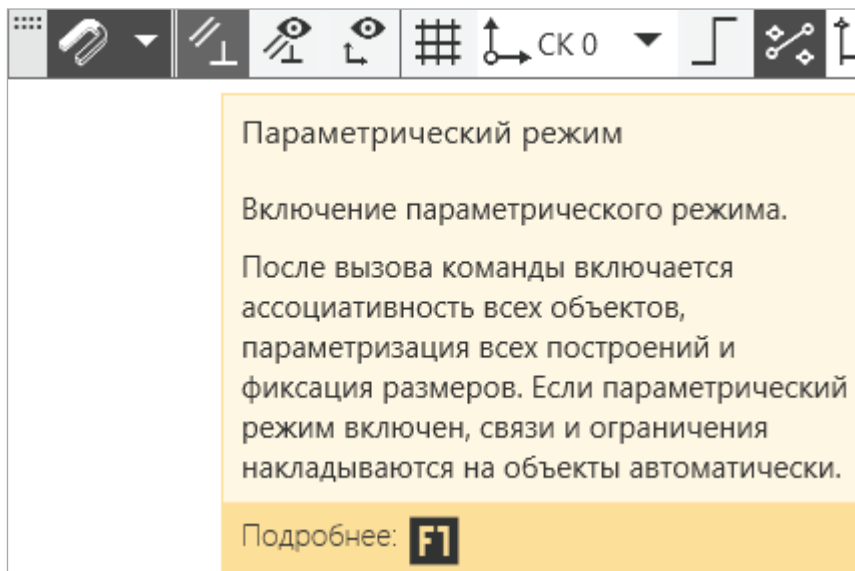 СК 0
Параметрический режим
Включение параметрического режима.
После вызова команды включается
ассоциативность всех объектов,
параметризация всех построений и
фиксация размеров. Если параметрический
режим включен, связи и ограничения
накладываются на объекты автоматически.
Подробнее: F1